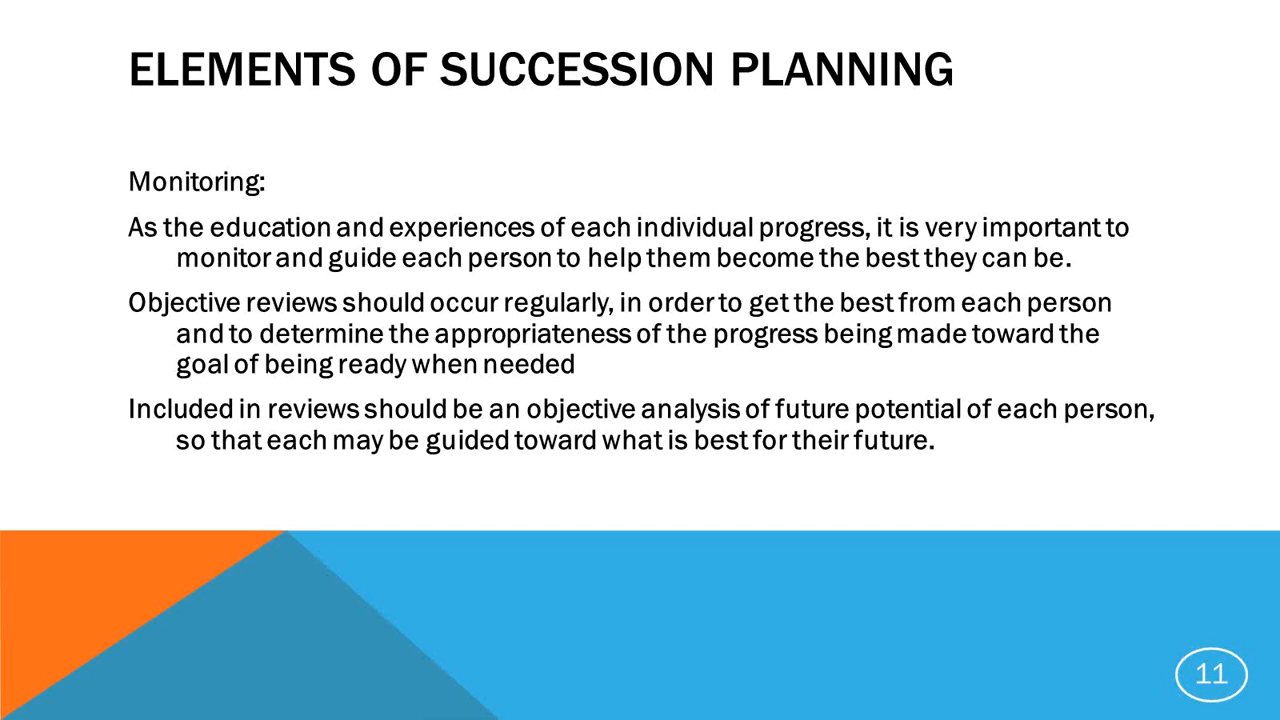 ELEMENTS OF SUCCESSION PLANNING
Monitoring:
As the education and experiences of each individual progress, it is very important to
monitor and guide each person to help them become the best they can be.
Objective reviews should occur regularly, in order to get the best from each person
and to determine the appropriateness of the progress being made toward the
goal of being ready when needed
Included in reviews should be an objective analysis of future potential of each person,
so that each may be guided toward what is best for their future.
11